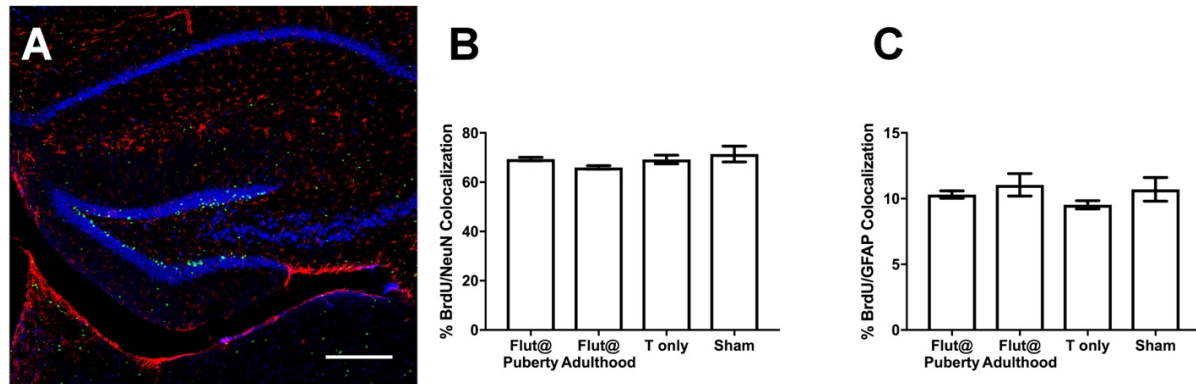 A
B
C
% BrdU/NeuN Colocalization
80
60
40
20
0
Flut@ Flut@ T only Sham
Puberty Adulthood
% BrdU/GFAP Colocalization
15
10
5
0
Flut@ Flut@ T only Sham
Puberty Adulthood